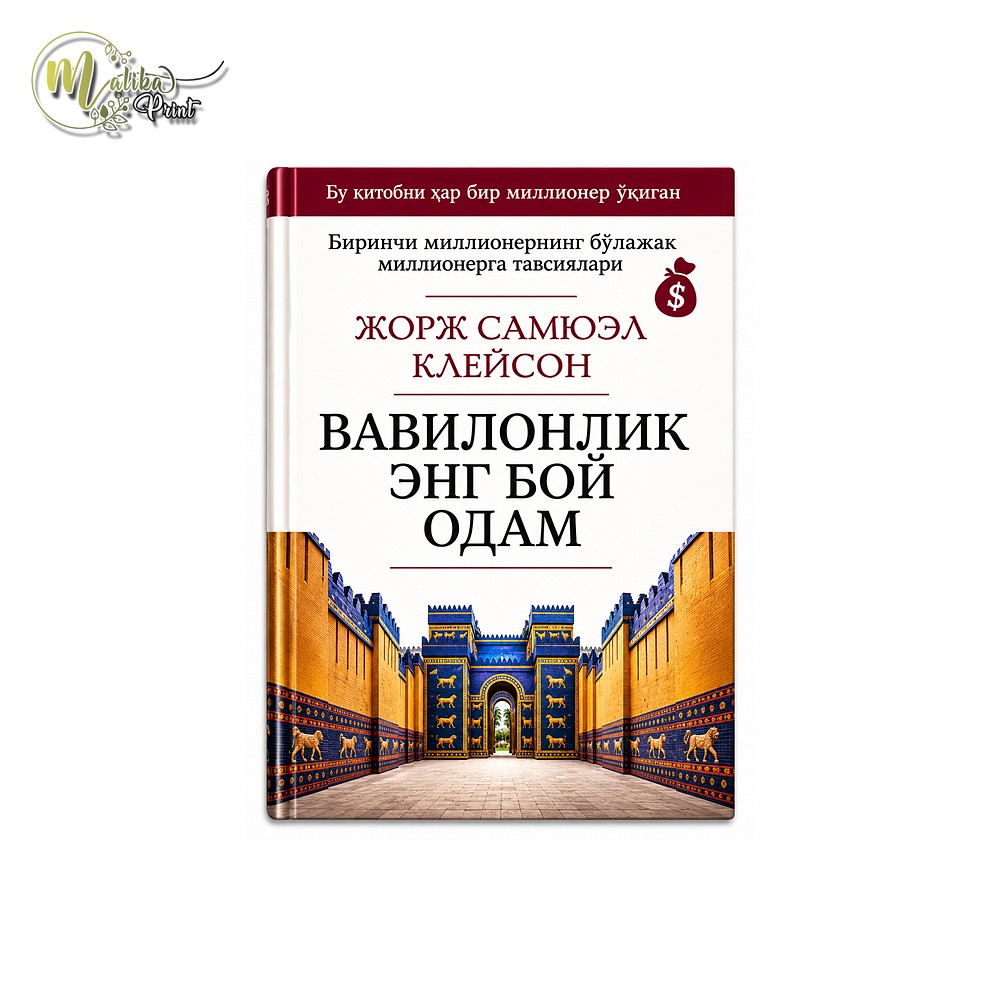 Malika
Print
Бу қитобни ҳар бир миллионер ўқиган
Биринчи миллионернинг бўлажак
миллионерга тавсиялари
$
ЖОРЖ САМЮЭЛ
КЛЕЙСОН
ВАВИЛОНЛИК
ЭНГ БОЙ
ОДАМ